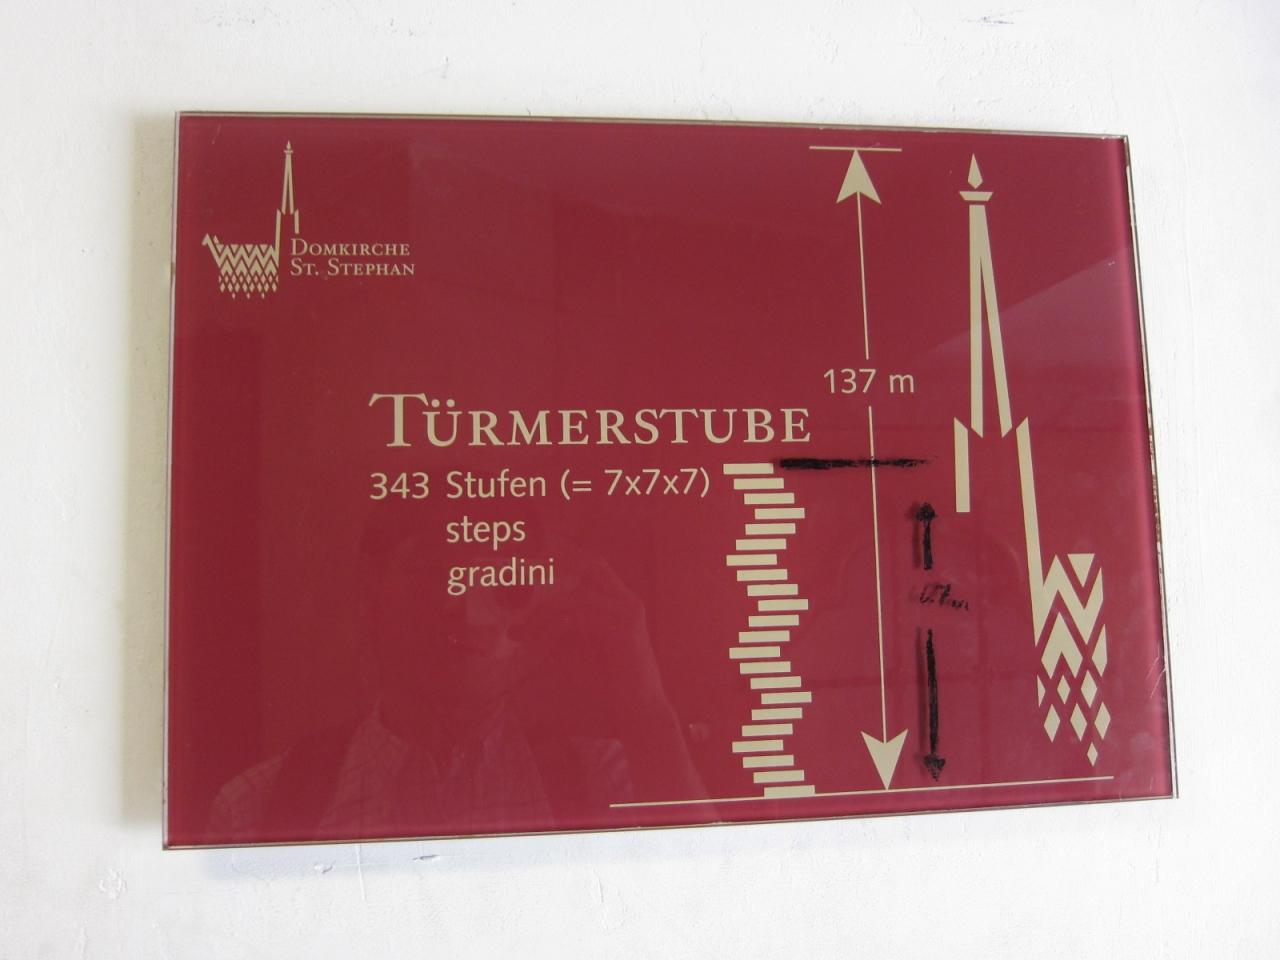 DOMKIRCHE
ST. STEPHAN
137 m
TÜRMERSTUBE
343 Stufen (= 7x7x7)
steps
gradini